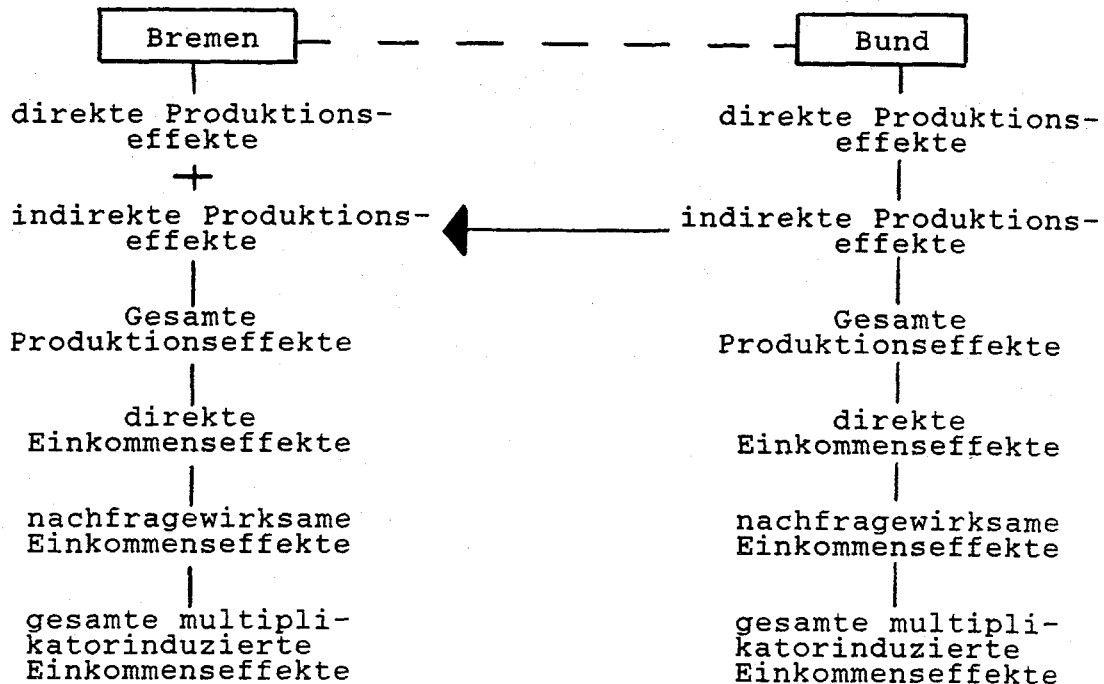 Bremen
direkte Produktions-
effekte
+
indirekte Produktions-
effekte
Gesamte
Produktionseffekte
direkte
Einkommenseffekte
nachfragewirksame
Einkommenseffekte
gesamte multipli-
katorinduzierte
Einkommenseffekte
Bund
direkte Produktions-
effekte
indirekte Produktions-
effekte
Gesamte
Produktionseffekte
direkte
Einkommenseffekte
nachfragewirksame
Einkommenseffekte
gesamte multipli-
katorinduzierte
Einkommenseffekte